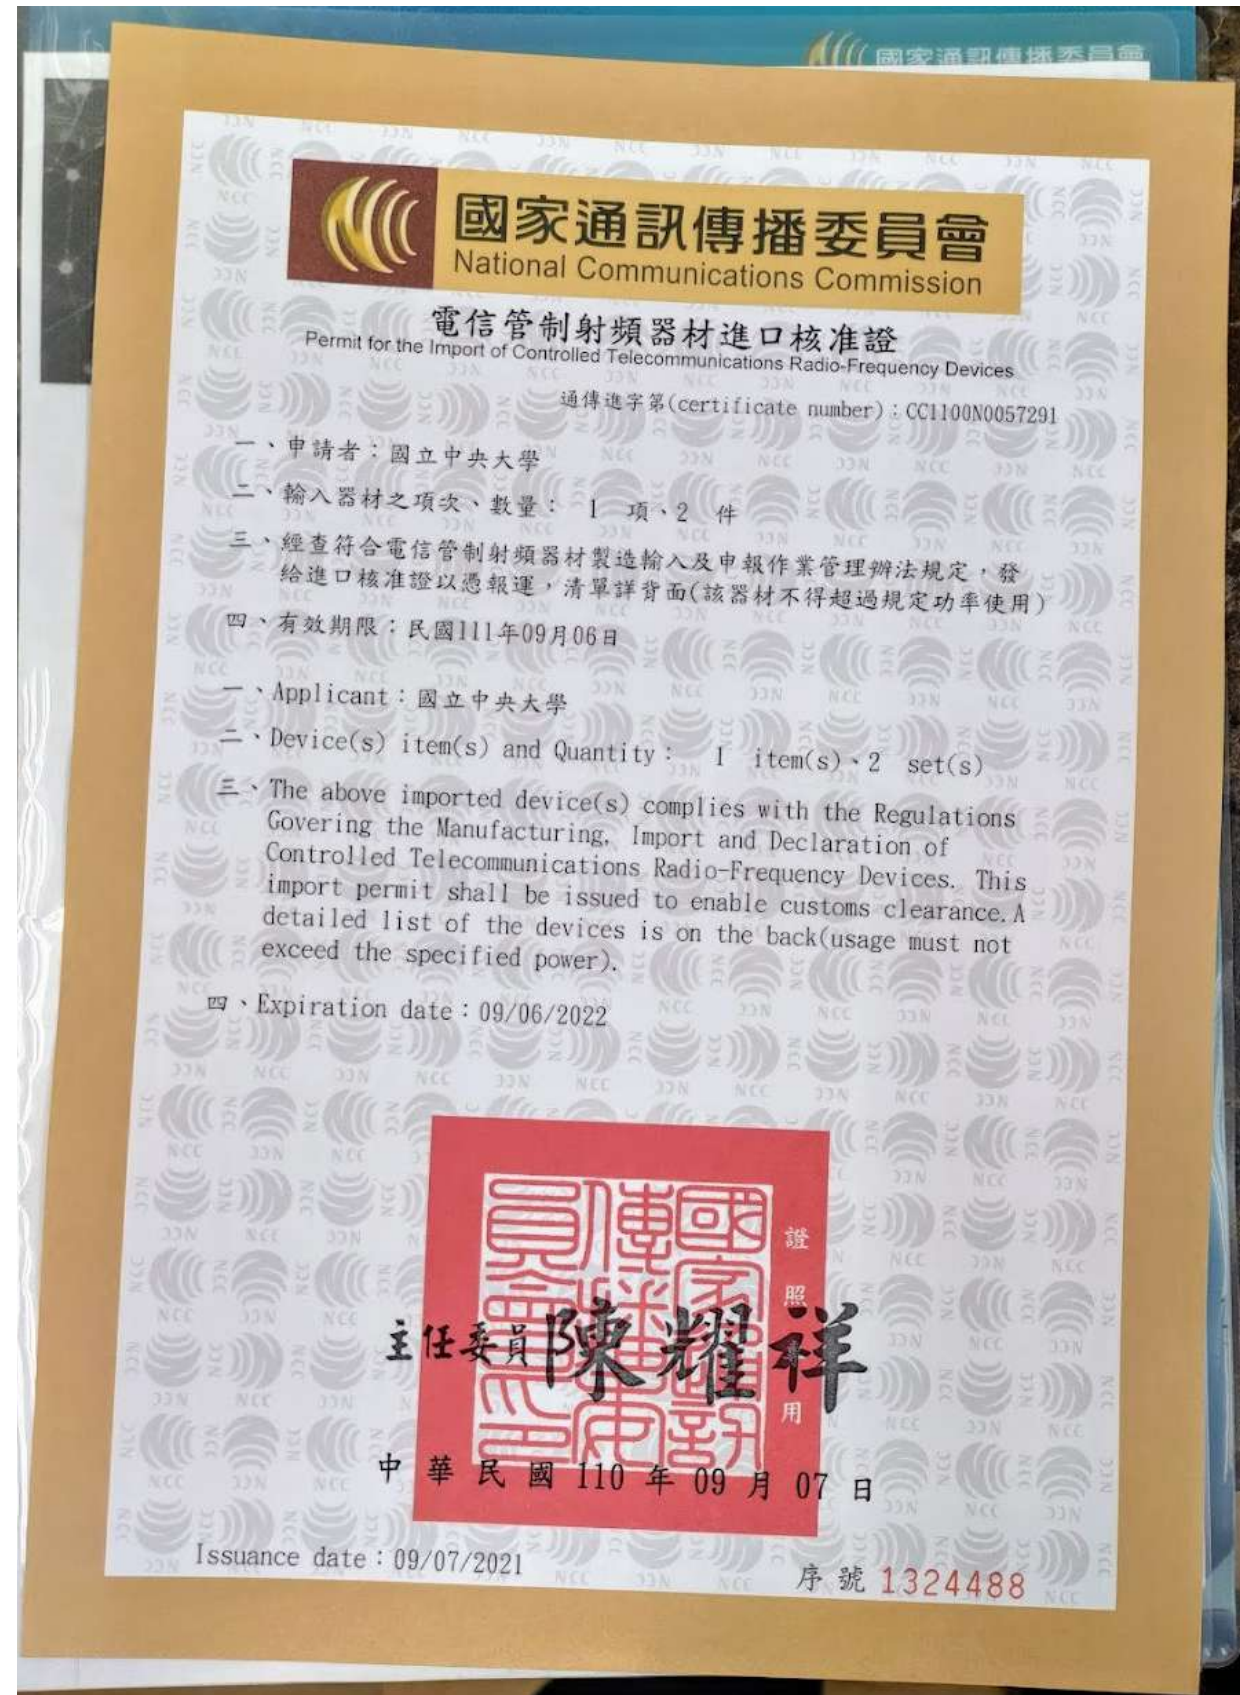 國家通訊傳播委員會
國家通訊傳播委員會
National Communications Commission
電信管制射頻器材進口核准證
Permit for the Import of Controlled Telecommunications Radio-Frequency Devices
通傳進字第(certificate number)：CC1100N0057291
一、申請者：國立中央大學
二、輸入器材之項次、數量： 1 項、2 件
三、經查符合電信管制射頻器材製造輸入及申報作業管理辦法規定，發
給進口核准證以憑報運，清單詳背面(該器材不得超過規定功率使用)
四、有效期限：民國111年09月06日
一、Applicant：國立中央大學
二、Device(s) item(s) and Quantity： 1 item(s)、2 set(s)
三、The above imported device(s) complies with the Regulations
Govering the Manufacturing, Import and Declaration of
Controlled Telecommunications Radio-Frequency Devices. This
import permit shall be issued to enable customs clearance.A
detailed list of the devices is on the back(usage must not
exceed the specified power).
四、Expiration date：09/06/2022
國家通訊傳播委員會印
證照專用
主任委員 陳耀祥
中華民國 110 年 09 月 07 日
Issuance date：09/07/2021
序號 1324488